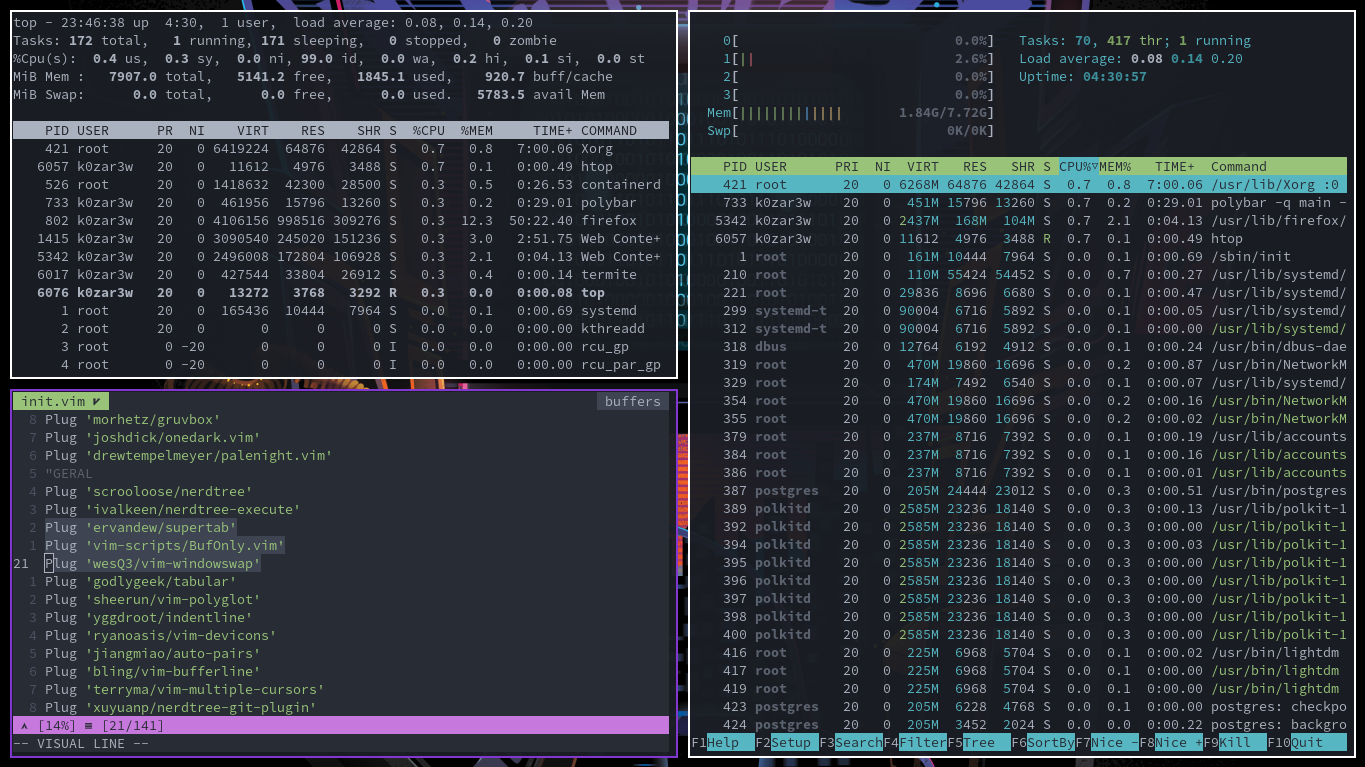 top - 23:46:38 up  4:30,  1 user,  load average: 0.08, 0.14, 0.20
Tasks: 172 total,   1 running, 171 sleeping,   0 stopped,   0 zombie
%Cpu(s):  0.4 us,  0.3 sy,  0.0 ni, 99.0 id,  0.0 wa,  0.2 hi,  0.1 si,  0.0 st
MiB Mem :   7907.0 total,   5141.2 free,   1845.1 used,    920.7 buff/cache
MiB Swap:      0.0 total,      0.0 free,      0.0 used.   5783.5 avail Mem
PID USER      PR  NI    VIRT    RES    SHR S  %CPU  %MEM     TIME+ COMMAND
421 root      20   0 6419224  64876  42864 S   0.7   0.8   7:00.06 Xorg
6057 k0zar3w   20   0   11612   4976   3488 S   0.7   0.1   0:00.49 htop
526 root      20   0 1418632  42300  28500 S   0.3   0.5   0:26.53 containerd
733 k0zar3w   20   0  461956  15796  13260 S   0.3   0.2   0:29.01 polybar
802 k0zar3w   20   0 4106156 998516 309276 S   0.3  12.3  50:22.40 firefox
1415 k0zar3w   20   0 3090540 245020 151236 S   0.3   3.0   2:51.75 Web Conte+
5342 k0zar3w   20   0 2496008 172804 106928 S   0.3   2.1   0:04.13 Web Conte+
6017 k0zar3w   20   0  427544  33804  26912 S   0.3   0.4   0:00.14 termite
6076 k0zar3w   20   0   13272   3768   3292 R   0.3   0.0   0:00.08 top
1 root      20   0  165436  10444   7964 S   0.0   0.1   0:00.69 systemd
2 root      20   0       0      0      0 S   0.0   0.0   0:00.00 kthreadd
3 root       0 -20       0      0      0 I   0.0   0.0   0:00.00 rcu_gp
4 root       0 -20       0      0      0 I   0.0   0.0   0:00.00 rcu_par_gp
init.vim buffers
8 Plug 'morhetz/gruvbox'
7 Plug 'joshdick/onedark.vim'
6 Plug 'drewtempelmeyer/palenight.vim'
5 "GERAL
4 Plug 'scrooloose/nerdtree'
3 Plug 'ivalkeen/nerdtree-execute'
2 Plug 'ervandew/supertab'
1 Plug 'vim-scripts/BufOnly.vim'
21 Plug 'wesQ3/vim-windowswap'
1 Plug 'godlygeek/tabular'
2 Plug 'sheerun/vim-polyglot'
3 Plug 'yggdroot/indentline'
4 Plug 'ryanoasis/vim-devicons'
5 Plug 'jiangmiao/auto-pairs'
6 Plug 'bling/vim-bufferline'
7 Plug 'terryma/vim-multiple-cursors'
8 Plug 'xuyuanp/nerdtree-git-plugin'
[14%] ≡ [21/141]
-- VISUAL LINE --
0[ 0.0%] Tasks: 70, 417 thr; 1 running
1[|| 2.6%] Load average: 0.08 0.14 0.20
2[ 0.0%] Uptime: 04:30:57
3[ 0.0%]
Mem[||||||||||||| 1.84G/7.72G]
Swp[ 0K/0K]
PID USER PRI NI VIRT RES SHR S CPU%▽MEM% TIME+ Command
421 root 20 0 6268M 64876 42864 S 0.7 0.8 7:00.06 /usr/lib/Xorg :0
733 k0zar3w 20 0 451M 15796 13260 S 0.7 0.2 0:29.01 polybar -q main -
5342 k0zar3w 20 0 2437M 168M 104M S 0.7 2.1 0:04.13 /usr/lib/firefox/
6057 k0zar3w 20 0 11612 4976 3488 R 0.7 0.1 0:00.49 htop
1 root 20 0 161M 10444 7964 S 0.0 0.1 0:00.69 /sbin/init
210 root 20 0 110M 55424 54452 S 0.0 0.7 0:00.27 /usr/lib/systemd/
221 root 20 0 29836 8696 6680 S 0.0 0.1 0:00.47 /usr/lib/systemd/
299 systemd-t 20 0 90004 6716 5892 S 0.0 0.1 0:00.05 /usr/lib/systemd/
312 systemd-t 20 0 90004 6716 5892 S 0.0 0.1 0:00.00 /usr/lib/systemd/
318 dbus 20 0 12764 6192 4912 S 0.0 0.1 0:00.24 /usr/bin/dbus-dae
319 root 20 0 470M 19860 16696 S 0.0 0.2 0:00.87 /usr/bin/NetworkM
329 root 20 0 174M 7492 6540 S 0.0 0.1 0:00.07 /usr/lib/systemd/
354 root 20 0 470M 19860 16696 S 0.0 0.2 0:00.16 /usr/bin/NetworkM
355 root 20 0 470M 19860 16696 S 0.0 0.2 0:00.02 /usr/bin/NetworkM
379 root 20 0 237M 8716 7392 S 0.0 0.1 0:00.19 /usr/lib/accounts
384 root 20 0 237M 8716 7392 S 0.0 0.1 0:00.16 /usr/lib/accounts
386 root 20 0 237M 8716 7392 S 0.0 0.1 0:00.01 /usr/lib/accounts
387 postgres 20 0 205M 24444 23012 S 0.0 0.3 0:00.51 /usr/bin/postgres
389 polkitd 20 0 2585M 23236 18140 S 0.0 0.3 0:00.13 /usr/lib/polkit-1
392 polkitd 20 0 2585M 23236 18140 S 0.0 0.3 0:00.00 /usr/lib/polkit-1
394 polkitd 20 0 2585M 23236 18140 S 0.0 0.3 0:00.03 /usr/lib/polkit-1
395 polkitd 20 0 2585M 23236 18140 S 0.0 0.3 0:00.00 /usr/lib/polkit-1
396 polkitd 20 0 2585M 23236 18140 S 0.0 0.3 0:00.00 /usr/lib/polkit-1
397 polkitd 20 0 2585M 23236 18140 S 0.0 0.3 0:00.00 /usr/lib/polkit-1
398 polkitd 20 0 2585M 23236 18140 S 0.0 0.3 0:00.00 /usr/lib/polkit-1
400 polkitd 20 0 2585M 23236 18140 S 0.0 0.3 0:00.00 /usr/lib/polkit-1
416 root 20 0 225M 6968 5704 S 0.0 0.1 0:00.02 /usr/bin/lightdm
417 root 20 0 225M 6968 5704 S 0.0 0.1 0:00.00 /usr/bin/lightdm
419 root 20 0 225M 6968 5704 S 0.0 0.1 0:00.00 /usr/bin/lightdm
423 postgres 20 0 205M 6228 4768 S 0.0 0.1 0:00.00 postgres: checkpo
424 postgres 20 0 205M 3452 2024 S 0.0 0.0 0:00.22 postgres: backgro
F1Help F2Setup F3SearchF4FilterF5Tree F6SortByF7Nice -F8Nice +F9Kill F10Quit